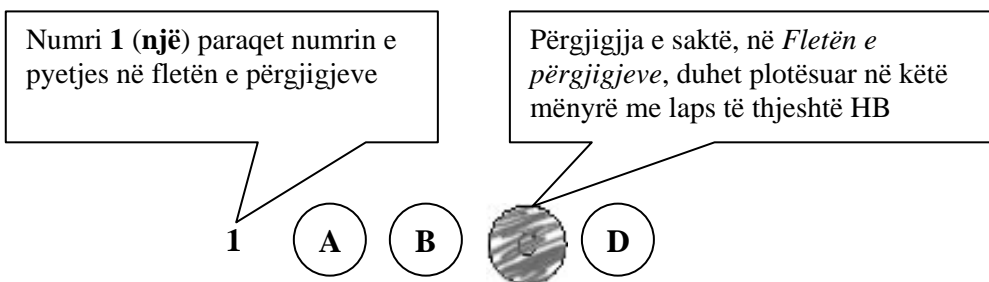 Numri 1 (një) paraqet numrin e
pyetjes në fletën e përgjigjeve
Përgjigjja e saktë, në Fletën e
përgjigjeve, duhet plotësuar në këtë
mënyrë me laps të thjeshtë HB
1 A B D